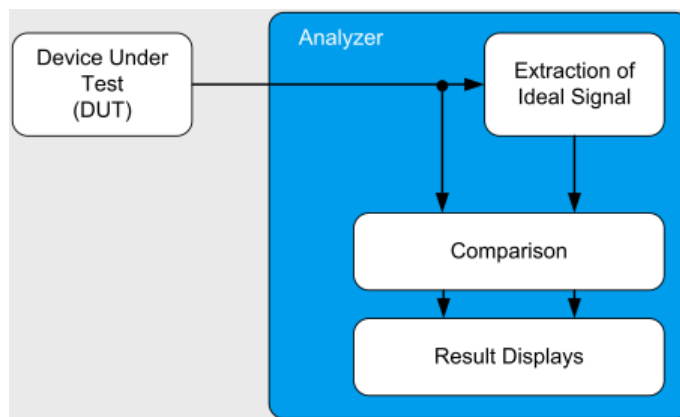 Analyzer
Device Under
Test
(DUT)
Extraction of
Ideal Signal
Comparison
Result Displays